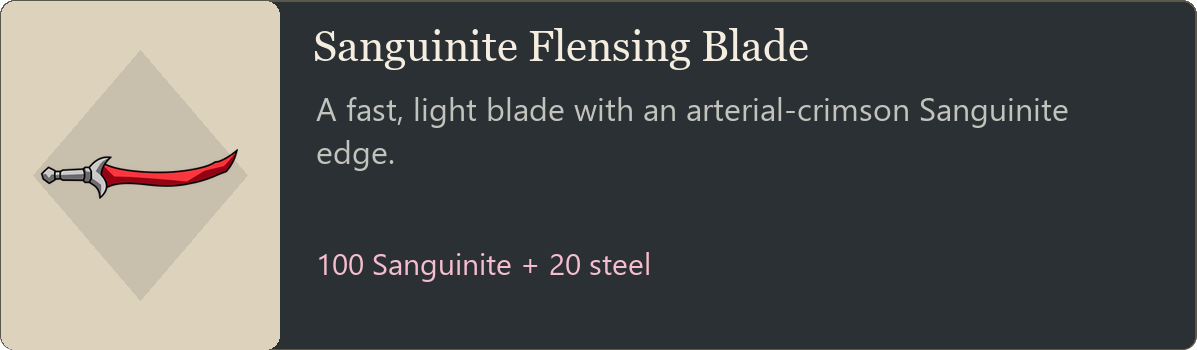 Sanguinite Flensing Blade
A fast, light blade with an arterial-crimson Sanguinite
edge.
100 Sanguinite + 20 steel